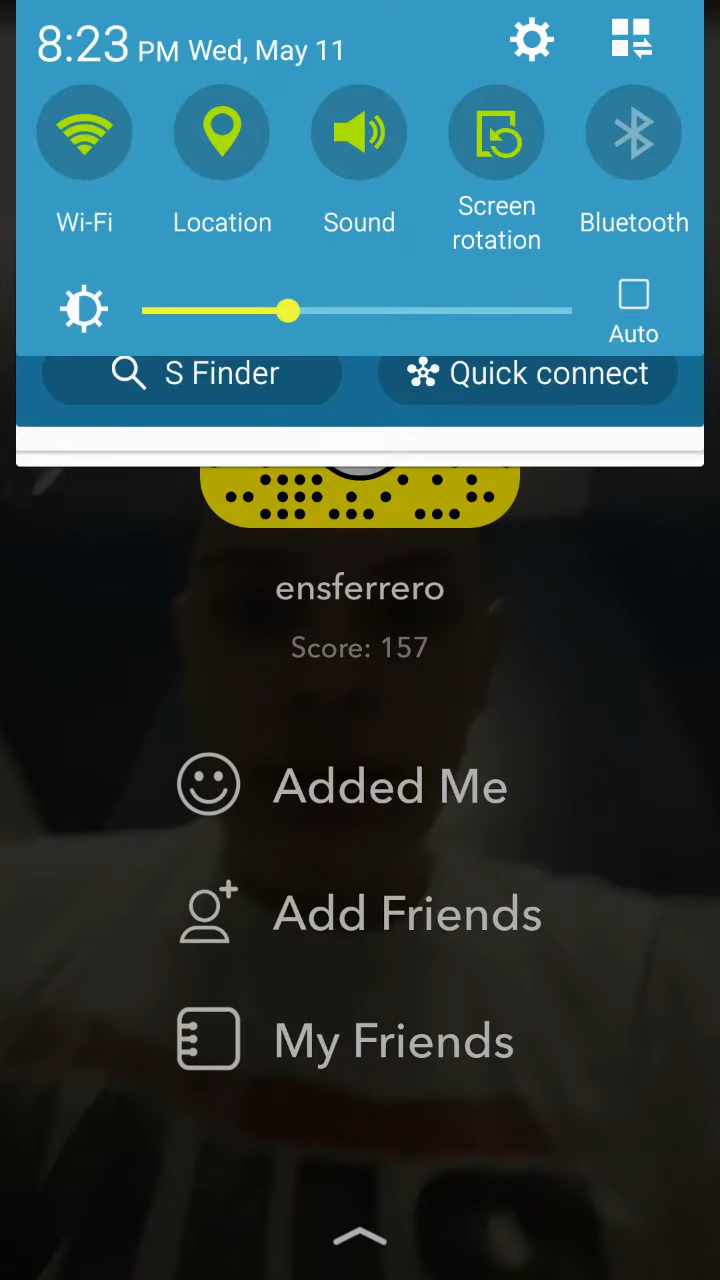 8:23 PM Wed, May 11
Wi-Fi
Location
Sound
Screen rotation
Bluetooth
Auto
S Finder
Quick connect
ensferrero
Score: 157
Added Me
Add Friends
My Friends